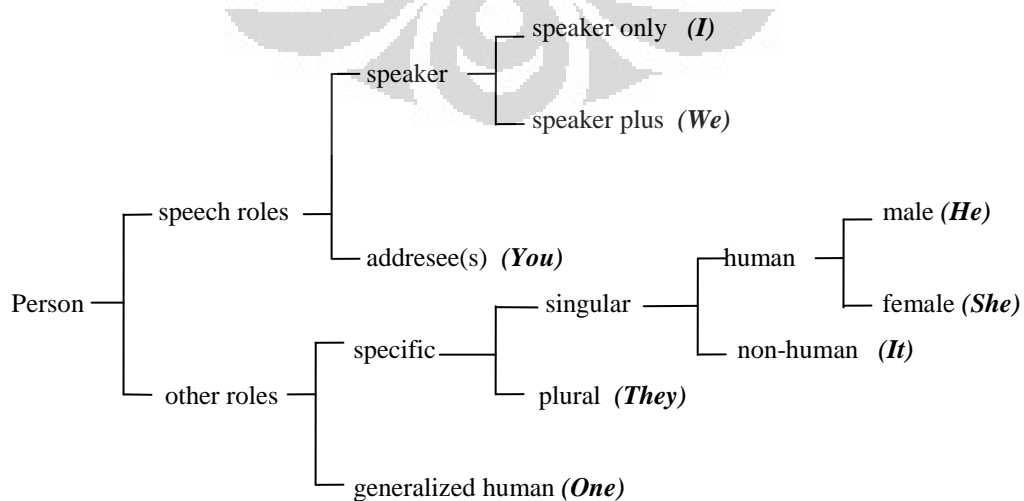 speaker only (I)
speaker
speaker plus (We)
speech roles
male (He)
addresee(s) (You)
human
Person
singular
female (She)
specific
non-human (It)
other roles
plural (They)
generalized human (One)